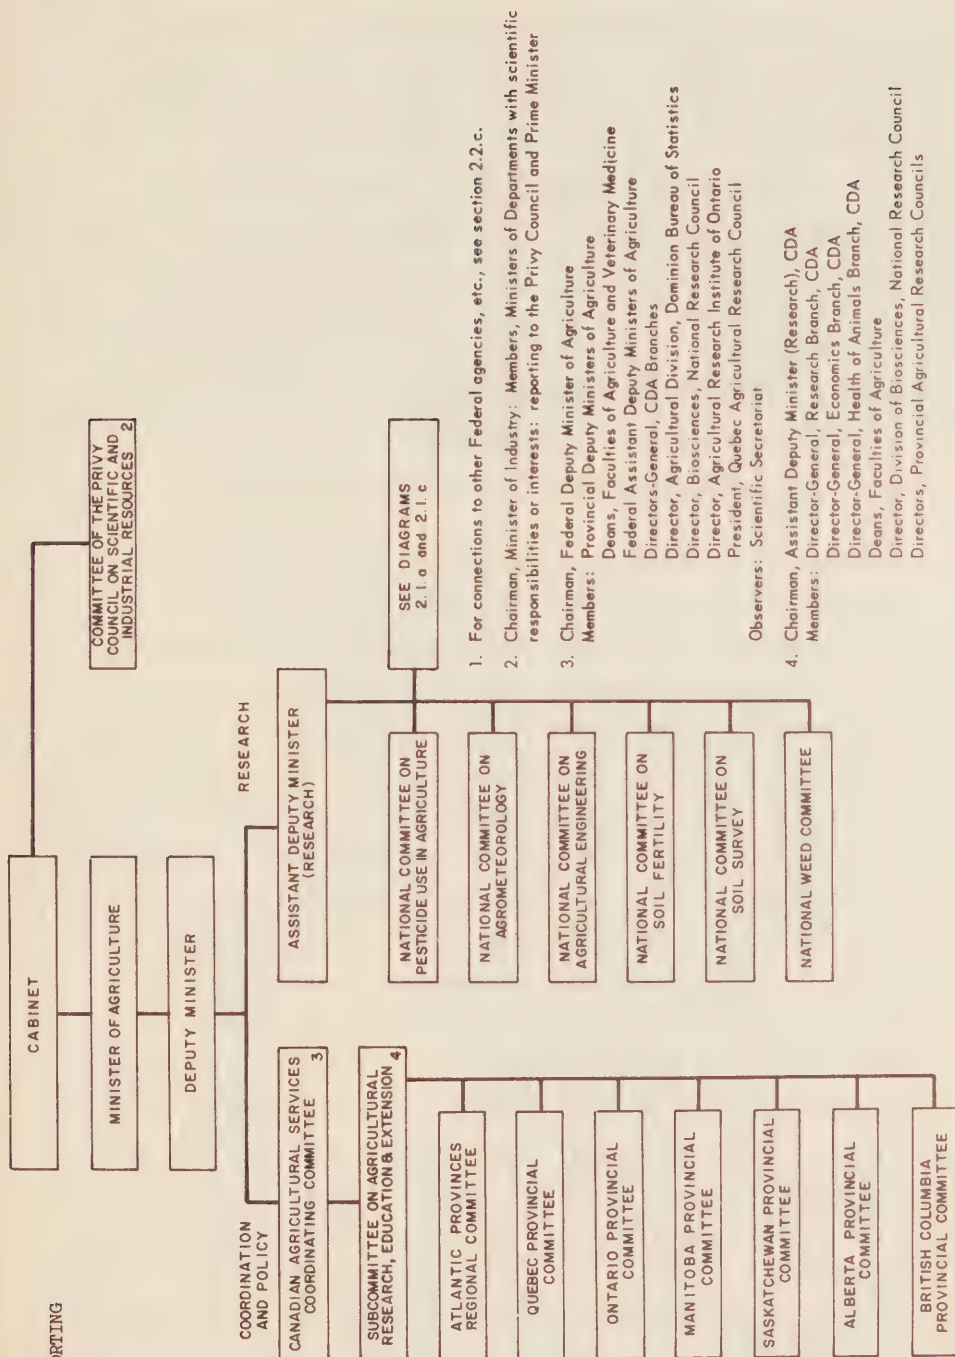 ORTING
CABINET
COMMITTEE OF THE PRIVY
COUNCIL ON SCIENTIFIC AND
INDUSTRIAL RESOURCES 2
MINISTER OF AGRICULTURE
DEPUTY MINISTER
COORDINATION
AND POLICY
RESEARCH
CANADIAN AGRICULTURAL SERVICES
COORDINATING COMMITTEE 3
ASSISTANT DEPUTY MINISTER
(RESEARCH)
SUBCOMMITTEE ON AGRICULTURAL
RESEARCH, EDUCATION & EXTENSION 4
ATLANTIC PROVINCES
REGIONAL COMMITTEE
QUEBEC PROVINCIAL
COMMITTEE
ONTARIO PROVINCIAL
COMMITTEE
MANITOBA PROVINCIAL
COMMITTEE
SASKATCHEWAN PROVINCIAL
COMMITTEE
ALBERTA PROVINCIAL
COMMITTEE
BRITISH COLUMBIA
PROVINCIAL COMMITTEE
NATIONAL COMMITTEE ON
PESTICIDE USE IN AGRICULTURE
NATIONAL COMMITTEE ON
AGROMETEOROLOGY
NATIONAL COMMITTEE ON
AGRICULTURAL ENGINEERING
NATIONAL COMMITTEE ON
SOIL FERTILITY
NATIONAL COMMITTEE ON
SOIL SURVEY
NATIONAL WEED COMMITTEE
SEE DIAGRAMS
2.1.a and 2.1.c
1. For connections to other Federal agencies, etc., see section 2.2.c.
2. Chairman, Minister of Industry: Members, Ministers of Departments with scientific
responsibilities or interests: reporting to the Privy Council and Prime Minister
3. Chairman, Federal Deputy Minister of Agriculture
Members: Provincial Deputy Ministers of Agriculture
Deans, Faculties of Agriculture and Veterinary Medicine
Federal Assistant Deputy Ministers of Agriculture
Directors-General, CDA Branches
Director, Agricultural Division, Dominion Bureau of Statistics
Director, Biosciences, National Research Council
Director, Agricultural Research Institute of Ontario
President, Quebec Agricultural Research Council
Observers: Scientific Secretariat
4. Chairman, Assistant Deputy Minister (Research), CDA
Members: Director-General, Research Branch, CDA
Director-General, Economics Branch, CDA
Director-General, Health of Animals Branch, CDA
Deans, Faculties of Agriculture
Director, Division of Biosciences, National Research Council
Directors, Provincial Agricultural Research Councils